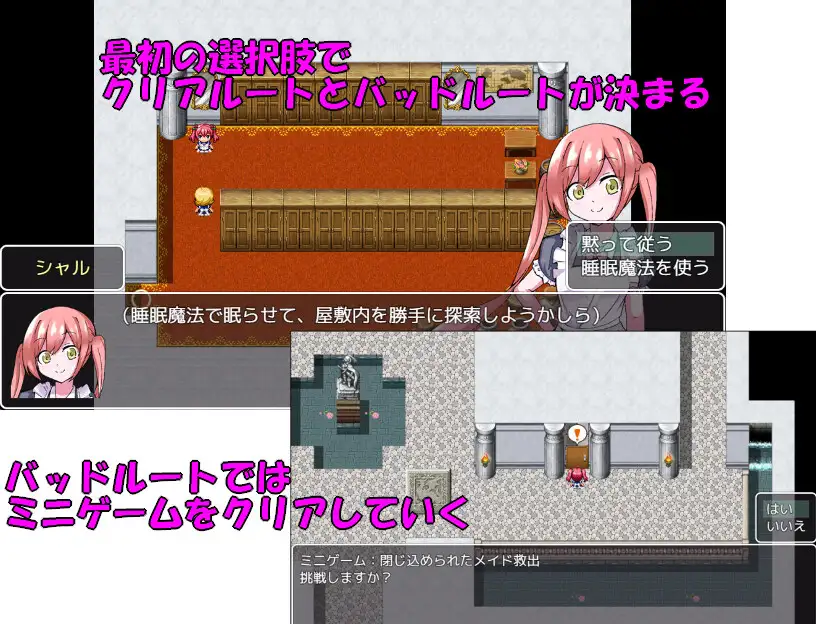 最初の選択肢で
クリアルートとバッドルートが決まる
黙って従う
睡眠魔法を使う
シャル
(睡眠魔法で眠らせて、屋敷内を勝手に探索しようかしら)
バッドルートでは
ミニゲームをクリアしていく
はい
いいえ
ミニゲーム：閉じ込められたメイド救出
挑戦しますか？